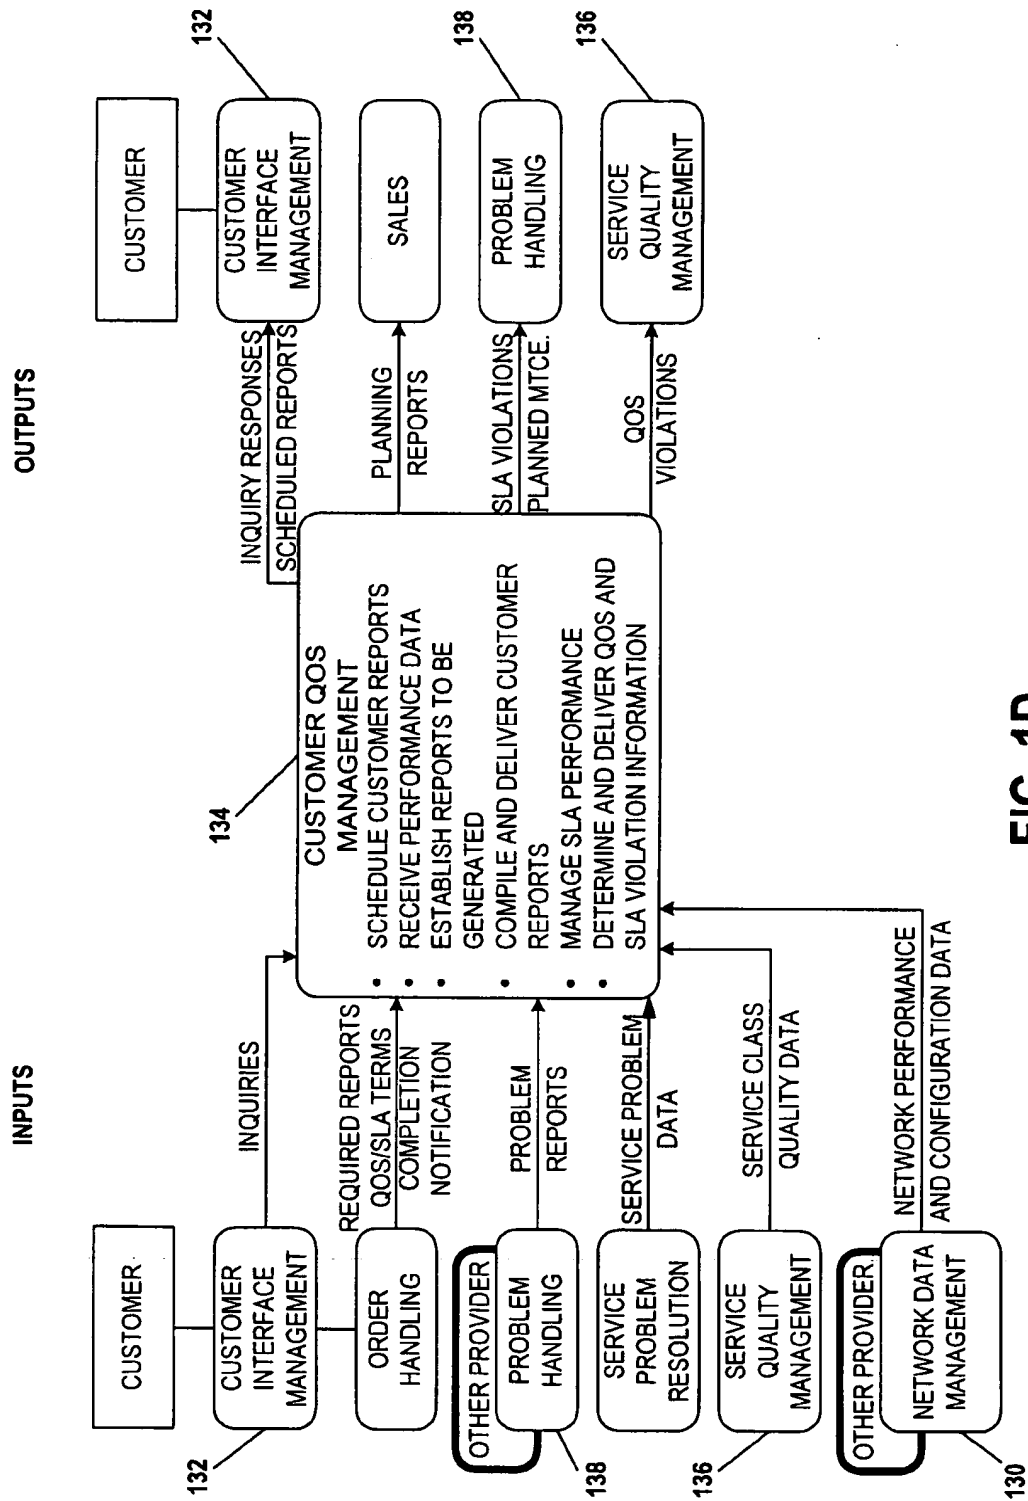 INPUTS
OUTPUTS
CUSTOMER
132
CUSTOMER
INTERFACE
MANAGEMENT
INQUIRIES
ORDER
HANDLING
REQUIRED REPORTS
QOS/SLA TERMS
COMPLETION
NOTIFICATION
OTHER PROVIDER
PROBLEM
HANDLING
138
PROBLEM
REPORTS
SERVICE
PROBLEM
RESOLUTION
SERVICE PROBLEM
DATA
SERVICE
QUALITY
MANAGEMENT
136
SERVICE CLASS
QUALITY DATA
OTHER PROVIDER
NETWORK DATA
MANAGEMENT
130
NETWORK PERFORMANCE
AND CONFIGURATION DATA
134
CUSTOMER QOS
MANAGEMENT
• SCHEDULE CUSTOMER REPORTS
• RECEIVE PERFORMANCE DATA
• ESTABLISH REPORTS TO BE
GENERATED
• COMPILE AND DELIVER CUSTOMER
REPORTS
• MANAGE SLA PERFORMANCE
• DETERMINE AND DELIVER QOS AND
SLA VIOLATION INFORMATION
INQUIRY RESPONSES
SCHEDULED REPORTS
PLANNING
REPORTS
SLA VIOLATIONS
PLANNED MTCE.
QOS
VIOLATIONS
CUSTOMER
CUSTOMER
INTERFACE
MANAGEMENT
132
SALES
PROBLEM
HANDLING
138
SERVICE
QUALITY
MANAGEMENT
136